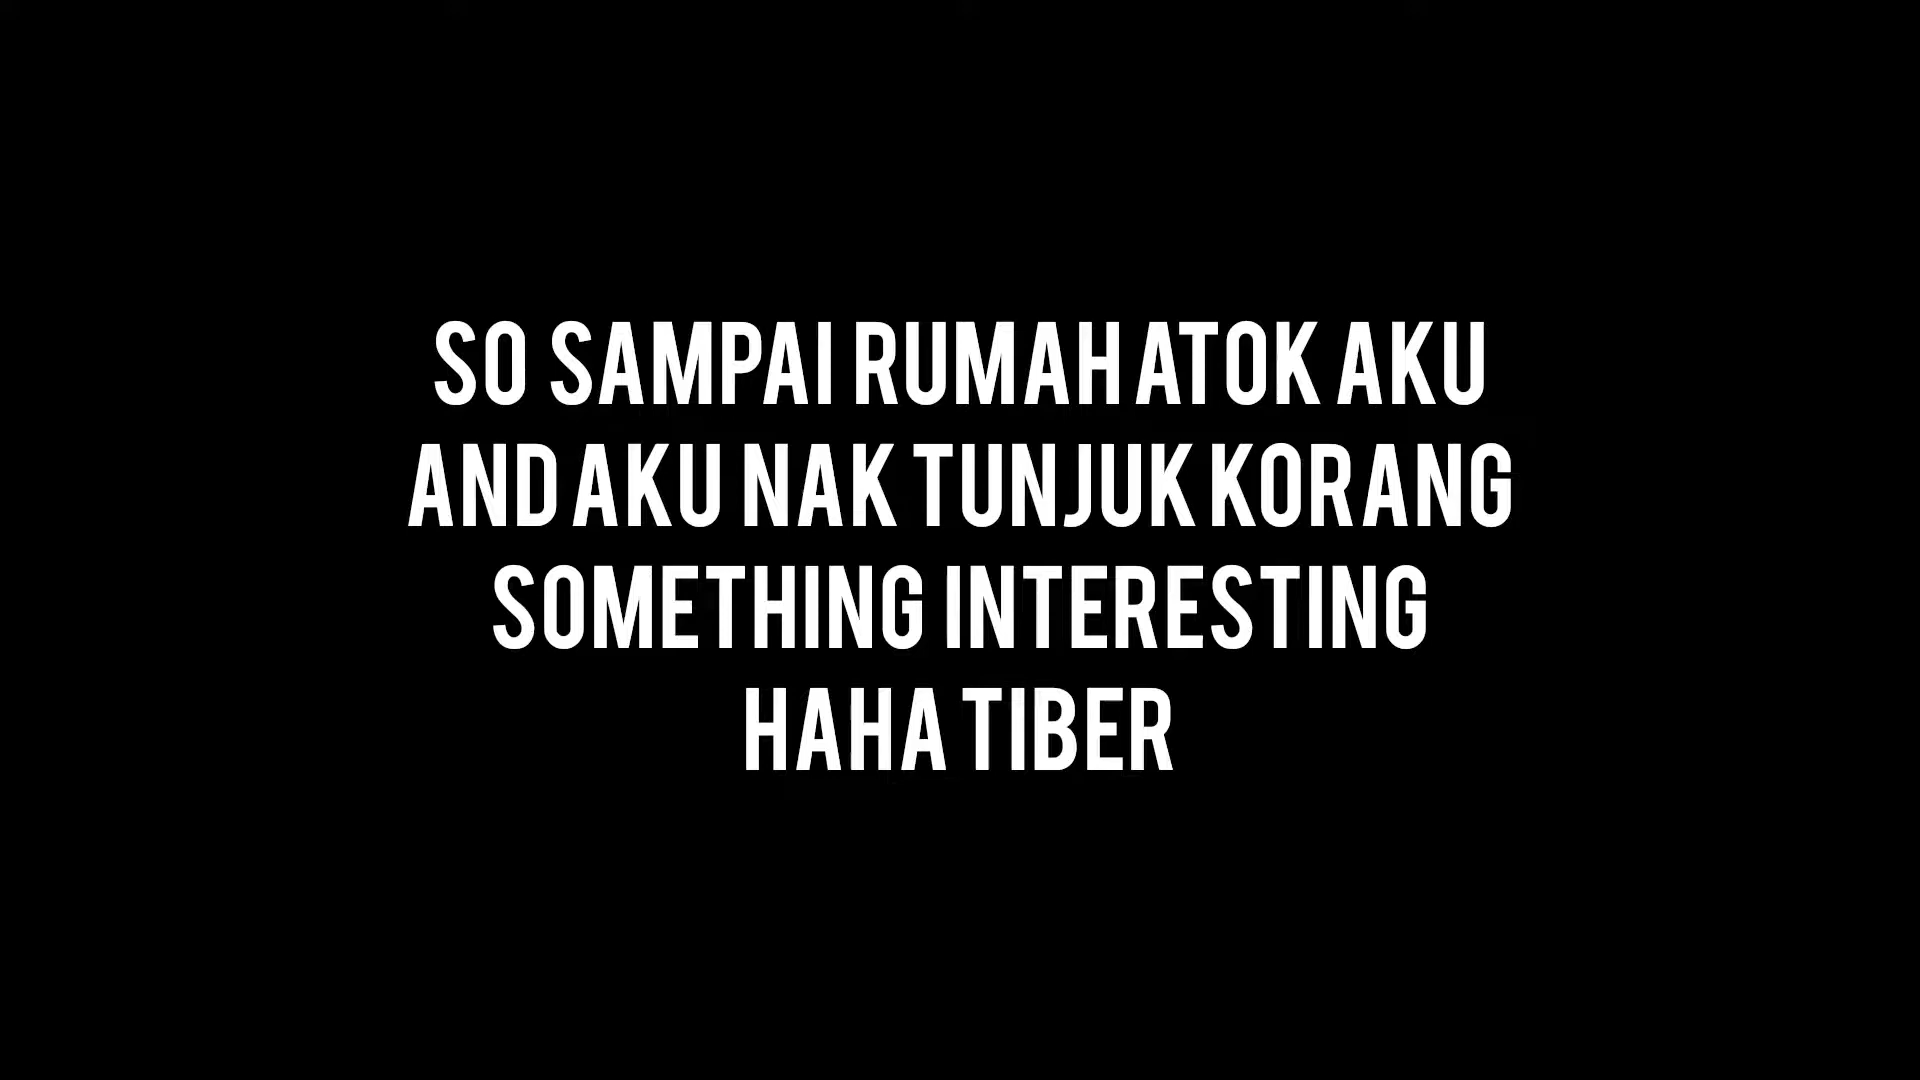 SO SAMPAI RUMAH ATOK AKU
AND AKU NAK TUNJUK KORANG
SOMETHING INTERESTING
HAHA TIBER